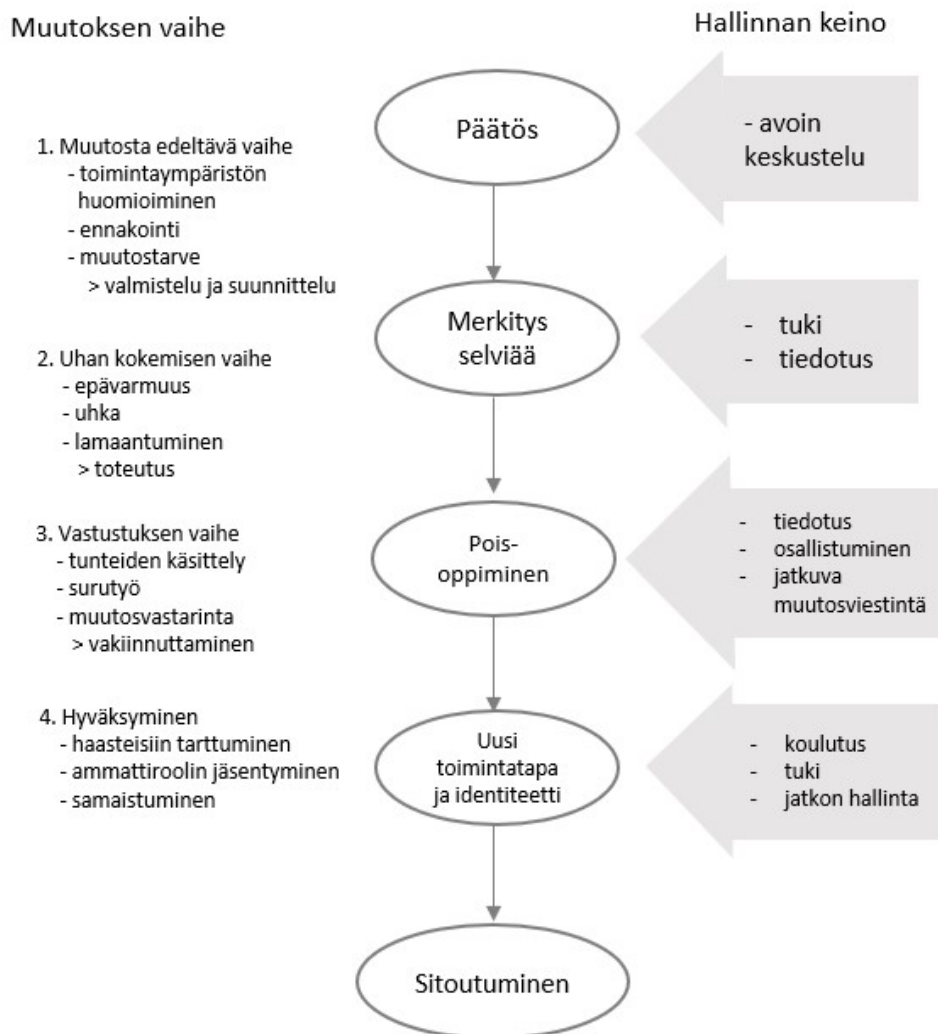 Muutoksen vaihe
Hallinnan keino
1. Muutosta edeltävä vaihe
- toimintaympäristön
huomioiminen
- ennakointi
- muutostarve
> valmistelu ja suunnittelu
Päätös
- avoin
keskustelu
2. Uhan kokemisen vaihe
- epävarmuus
- uhka
- lamaantuminen
> toteutus
Merkitys
selviää
- tuki
- tiedotus
3. Vastustuksen vaihe
- tunteiden käsittely
- surutyö
- muutosvastarinta
> vakiinnuttaminen
Pois-
oppiminen
- tiedotus
- osallistuminen
- jatkuva
muutosviestintä
4. Hyväksyminen
- haasteisiin tarttuminen
- ammattiroolin jäsentyminen
- samaistuminen
Uusi
toimintatapa
ja identiteetti
- koulutus
- tuki
- jatkon hallinta
Sitoutuminen